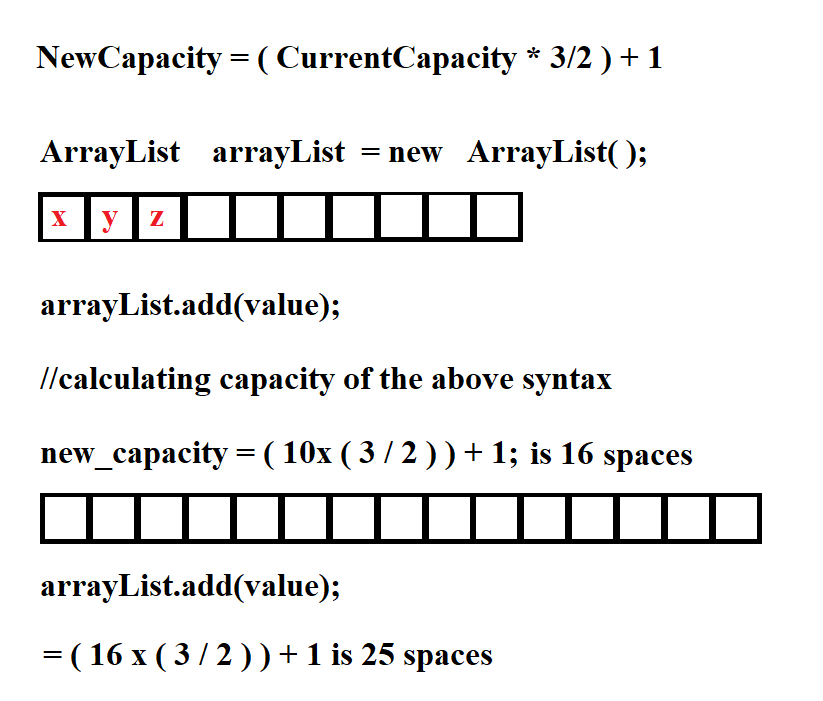 NewCapacity = ( CurrentCapacity * 3/2 ) + 1
ArrayList arrayList = new ArrayList( );
x y z
arrayList.add(value);
//calculating capacity of the above syntax
new_capacity = ( 10x ( 3 / 2 ) ) + 1; is 16 spaces
arrayList.add(value);
= ( 16 x ( 3 / 2 ) ) + 1 is 25 spaces